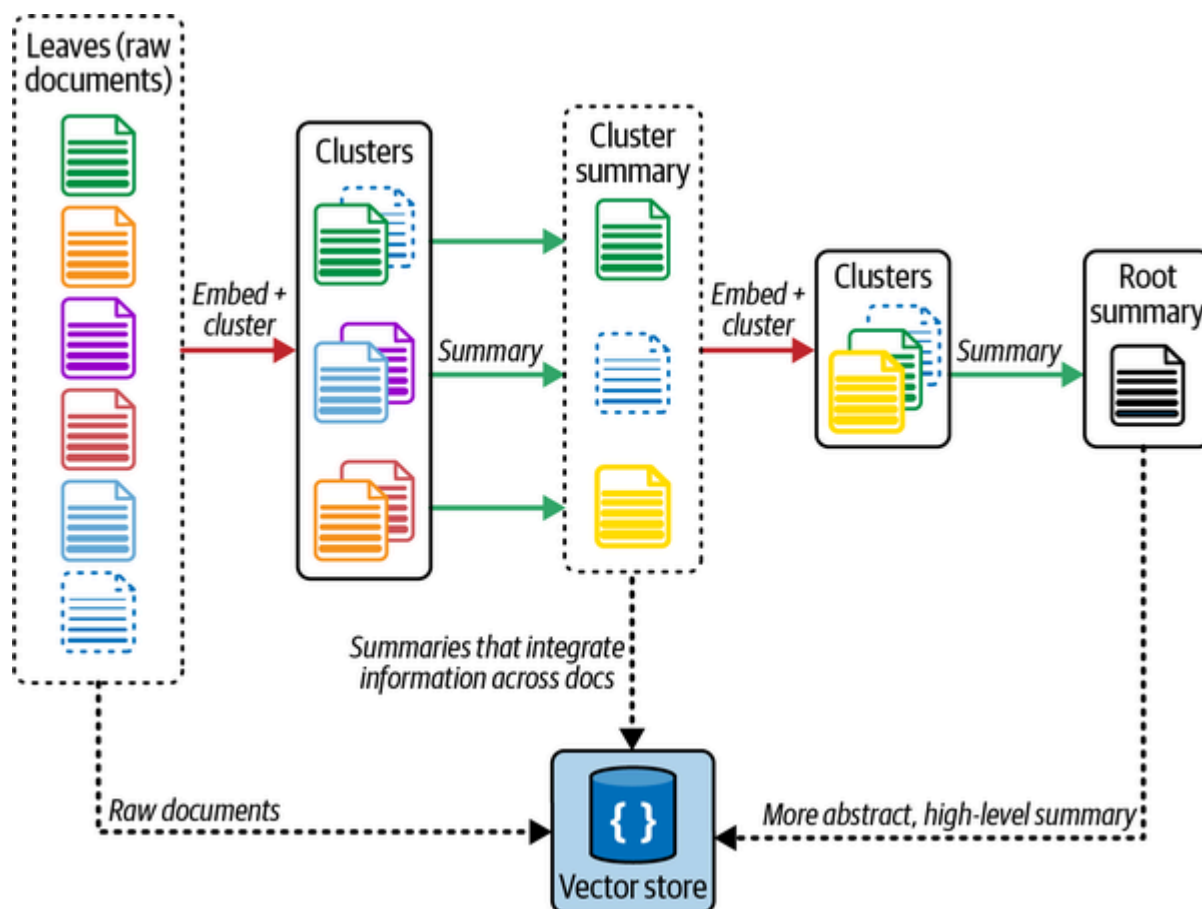 Leaves (raw
documents)
Embed +
cluster
Clusters
Summary
Cluster
summary
Embed +
cluster
Clusters
Summary
Root
summary
Summaries that integrate
information across docs
Raw documents
More abstract, high-level summary
{ }
Vector store